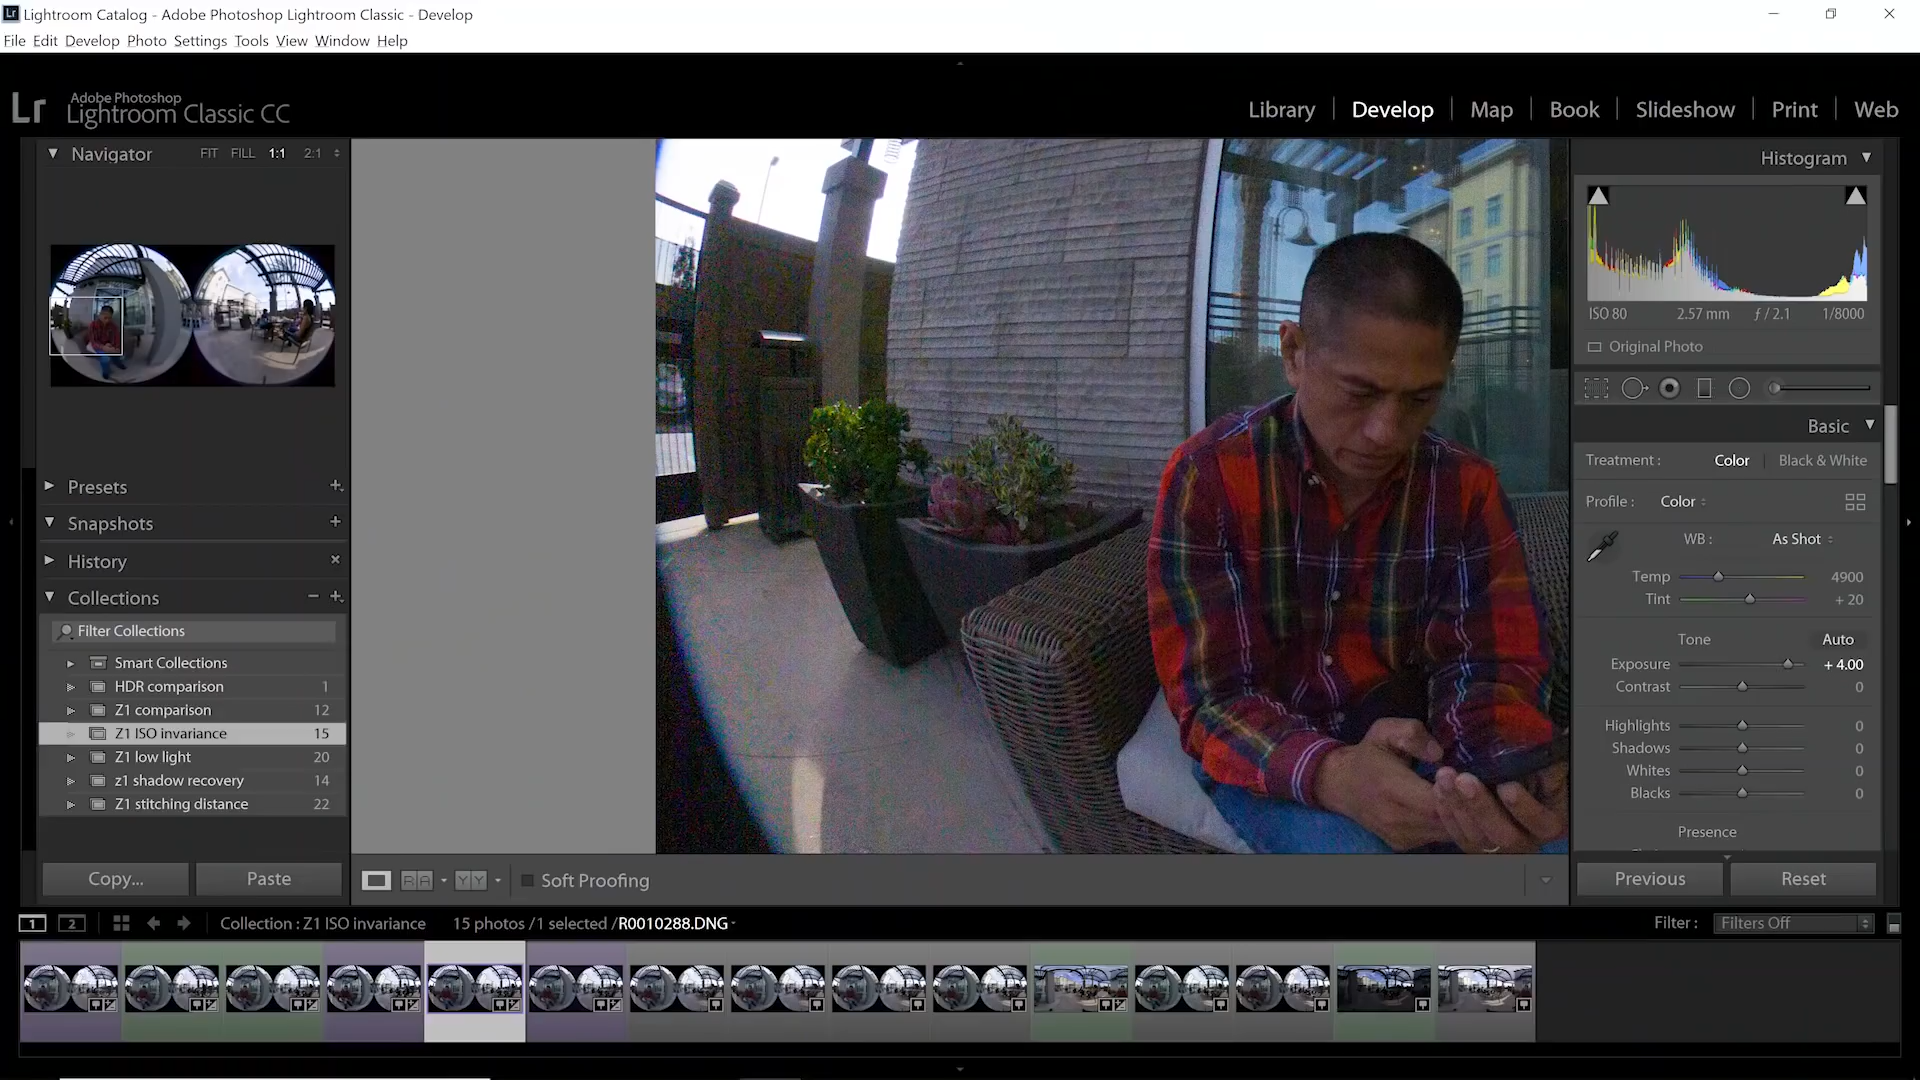 Lr Lightroom Catalog - Adobe Photoshop Lightroom Classic - Develop
File Edit Develop Photo Settings Tools View Window Help
Lr Adobe Photoshop
Lightroom Classic CC
Library Develop Map Book Slideshow Print Web
Navigator FIT FILL 1:1 2:1
Histogram
ISO 80 2.57 mm ƒ / 2.1 1/8000
Original Photo
Basic
Treatment : Color Black & White
Profile : Color
WB : As Shot
Temp 4900
Tint + 20
Tone Auto
Exposure + 4.00
Contrast 0
Highlights 0
Shadows 0
Whites 0
Blacks 0
Presence
Previous Reset
Presets
Snapshots
History
Collections
Filter Collections
Smart Collections
HDR comparison 1
Z1 comparison 12
Z1 ISO invariance 15
Z1 low light 20
z1 shadow recovery 14
Z1 stitching distance 22
Copy... Paste
R A Y Y Soft Proofing
1 2 Collection : Z1 ISO invariance 15 photos / 1 selected / R0010288.DNG
Filter : Filters Off